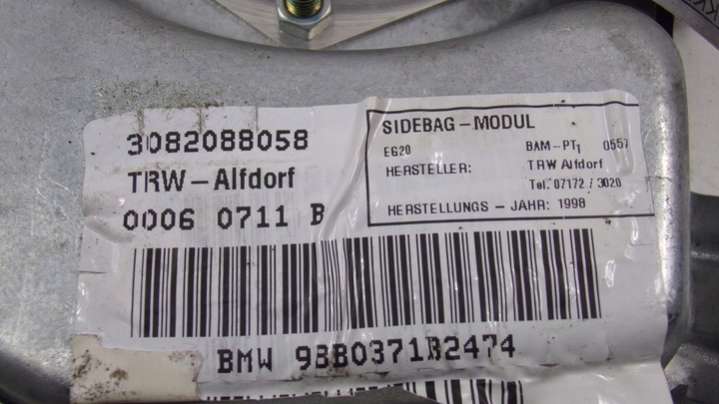 3082088058
TRW-Alfdorf
0006 0711 B
SIDEBAG-MODUL
EG20 BAM-PT1 0557
HERSTELLER: TRW Alfdorf
Tel. 07172 / 3020
HERSTELLUNGS - JAHR: 1998
BMW 98B0371B2474